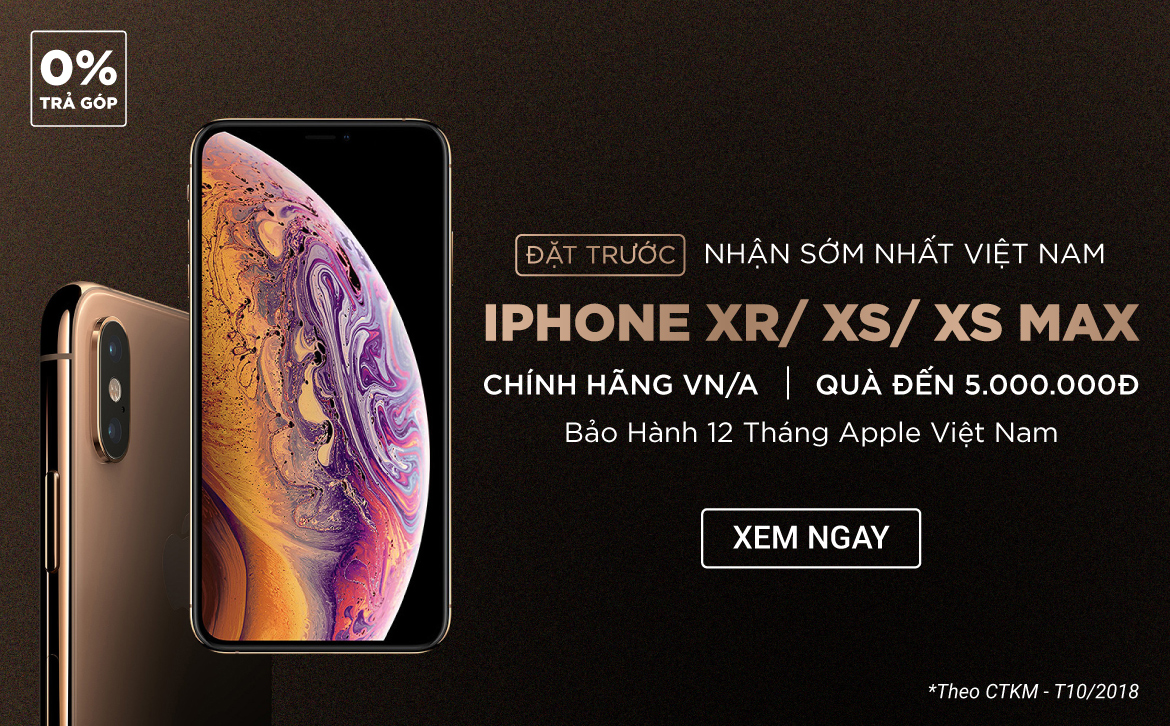 0%
TRẢ GÓP
ĐẶT TRƯỚC NHẬN SỚM NHẤT VIỆT NAM
IPHONE XR/ XS/ XS MAX
CHÍNH HÃNG VN/A | QUÀ ĐẾN 5.000.000Đ
Bảo Hành 12 Tháng Apple Việt Nam
XEM NGAY
*Theo CTKM - T10/2018